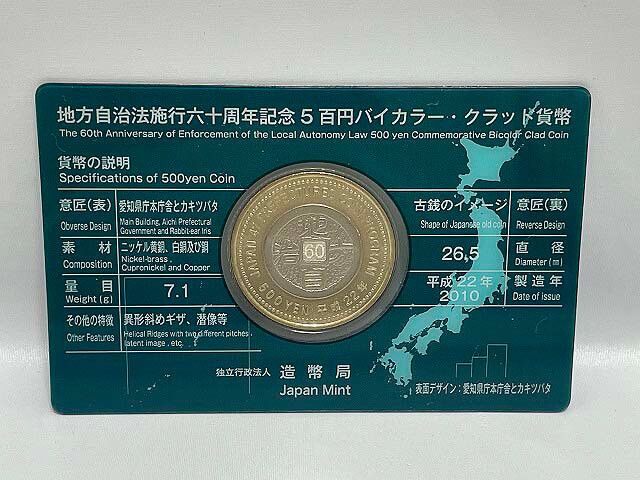 地方自治法施行六十周年記念5百円バイカラー・クラッド貨幣
The 60th Anniversary of Enforcement of the Local Autonomy Law 500 yen Commemorative Bicolor Clad Coin
貨幣の説明
Specifications of 500yen Coin
意匠(表)
Obverse Design
愛知県庁本庁舎とカキツバタ
Main Building, Aichi Prefectural
Government and Rabbit-ear Iris
素材
Composition
ニッケル黄銅、白銅及び銅
Nickel-brass,
Cupronickel and Copper
量目
Weight(g)
7.1
その他の特徴
Other Features
異形斜めギザ、潜像等
Helical Ridges with two different pitches,
latent image, etc.
古銭のイメージ
Shape of Japanese old coin
意匠(裏)
Reverse Design
26.5
直径
Diameter(mm)
平成22年
2010
製造年
Date of issue
60
500 YEN 平成22年
独立行政法人 造幣局
Japan Mint
表面デザイン:愛知県庁本庁舎とカキツバタ